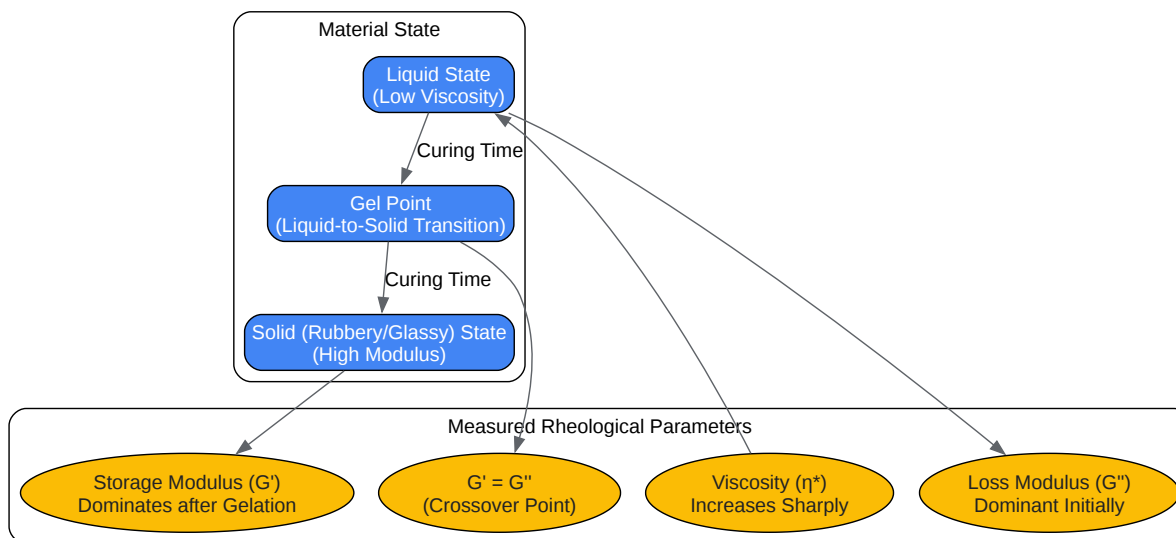 Material State
Liquid State
(Low Viscosity)
Curing Time
Gel Point
(Liquid-to-Solid Transition)
Curing Time
Solid (Rubbery/Glassy) State
(High Modulus)
Measured Rheological Parameters
Storage Modulus (G')
Dominates after Gelation
G' = G''
(Crossover Point)
Viscosity (η*)
Increases Sharply
Loss Modulus (G'')
Dominant Initially